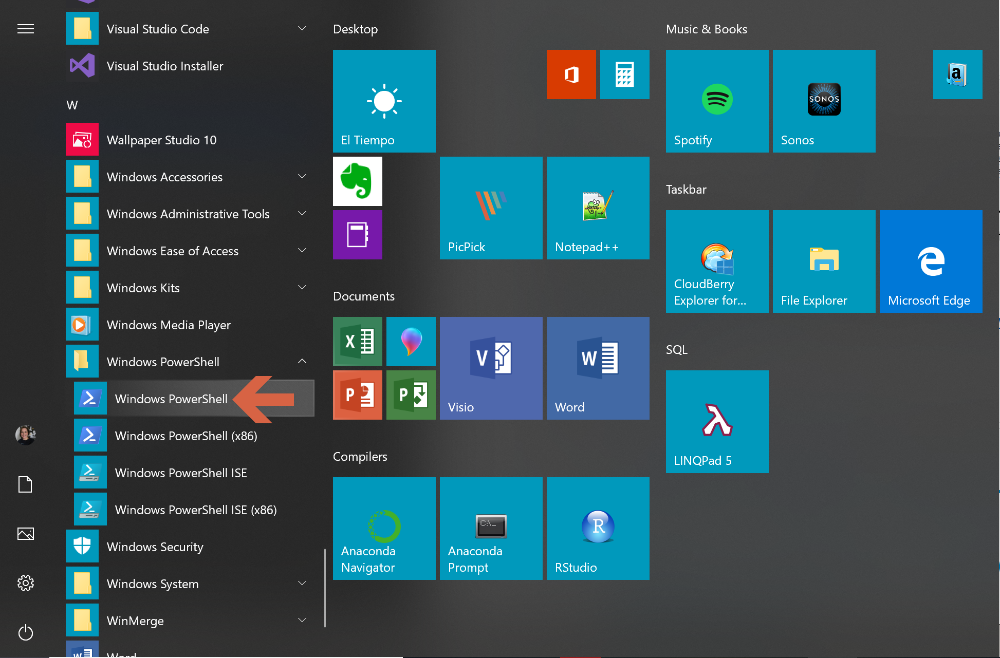 Visual Studio Code
Visual Studio Installer
W
Wallpaper Studio 10
Windows Accessories
Windows Administrative Tools
Windows Ease of Access
Windows Kits
Windows Media Player
Windows PowerShell
Windows PowerShell
Windows PowerShell (x86)
Windows PowerShell ISE
Windows PowerShell ISE (x86)
Windows Security
Windows System
WinMerge
Word
Desktop
El Tiempo
PicPick
Notepad++
Documents
X
P
P
V
Visio
W
Word
Compilers
Anaconda
Navigator
C:\_
Anaconda
Prompt
R
RStudio
Music & Books
Spotify
SONOS
Sonos
a
Taskbar
CloudBerry
Explorer for...
File Explorer
Microsoft Edge
SQL
LINQPad 5